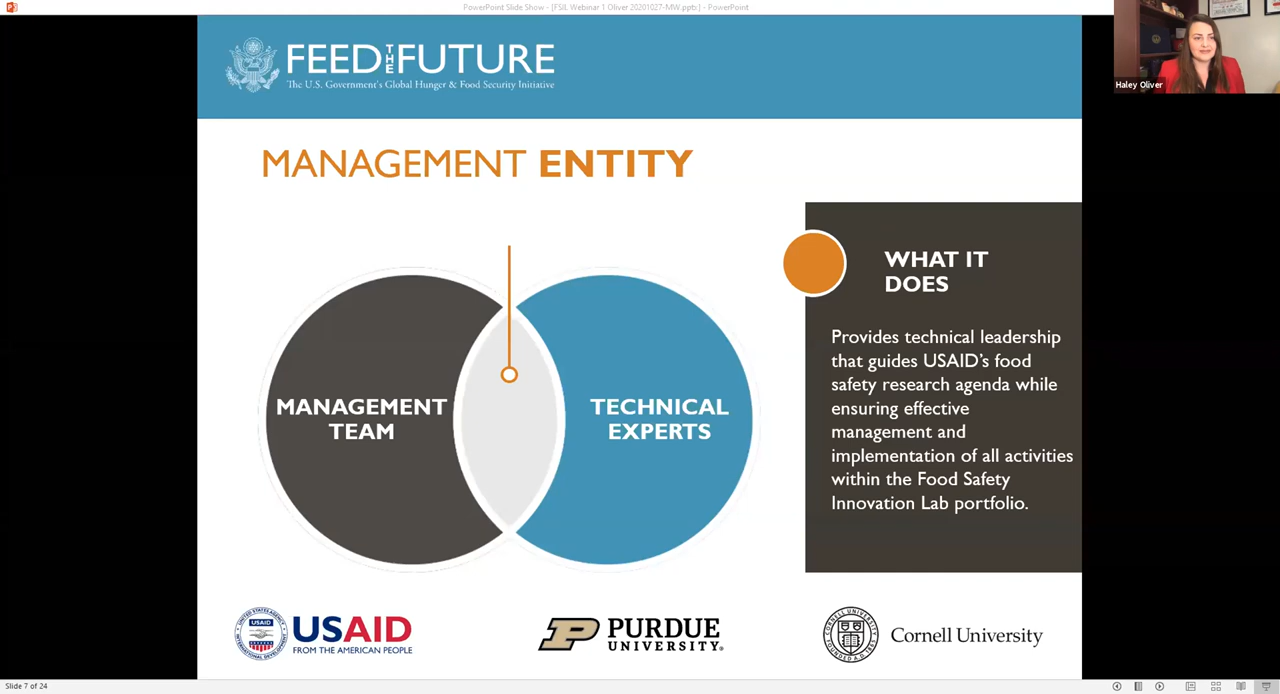 PowerPoint Slide Show - [FSIL Webinar 1 Oliver 20201027-MW.pptx] - PowerPoint
Haley Oliver
FEED THE FUTURE
The U.S. Government's Global Hunger & Food Security Initiative
MANAGEMENT ENTITY
MANAGEMENT
TEAM
TECHNICAL
EXPERTS
WHAT IT
DOES
Provides technical leadership
that guides USAID's food
safety research agenda while
ensuring effective
management and
implementation of all activities
within the Food Safety
Innovation Lab portfolio.
USAID
USAID
FROM THE AMERICAN PEOPLE
PURDUE
UNIVERSITY®
Cornell University
Slide 7 of 24